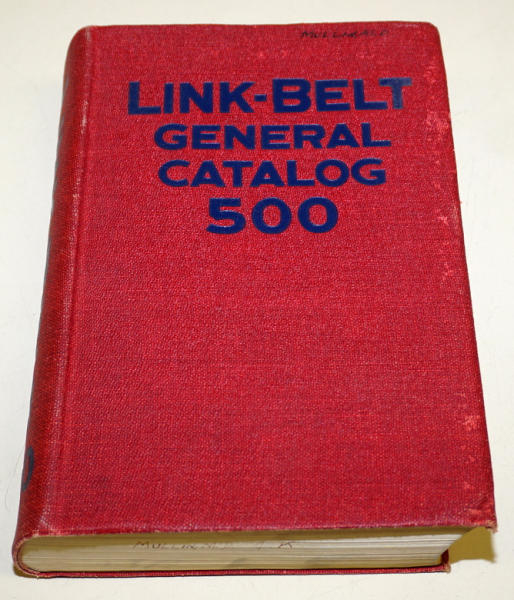 LINK-BELT
GENERAL
CATALOG
500